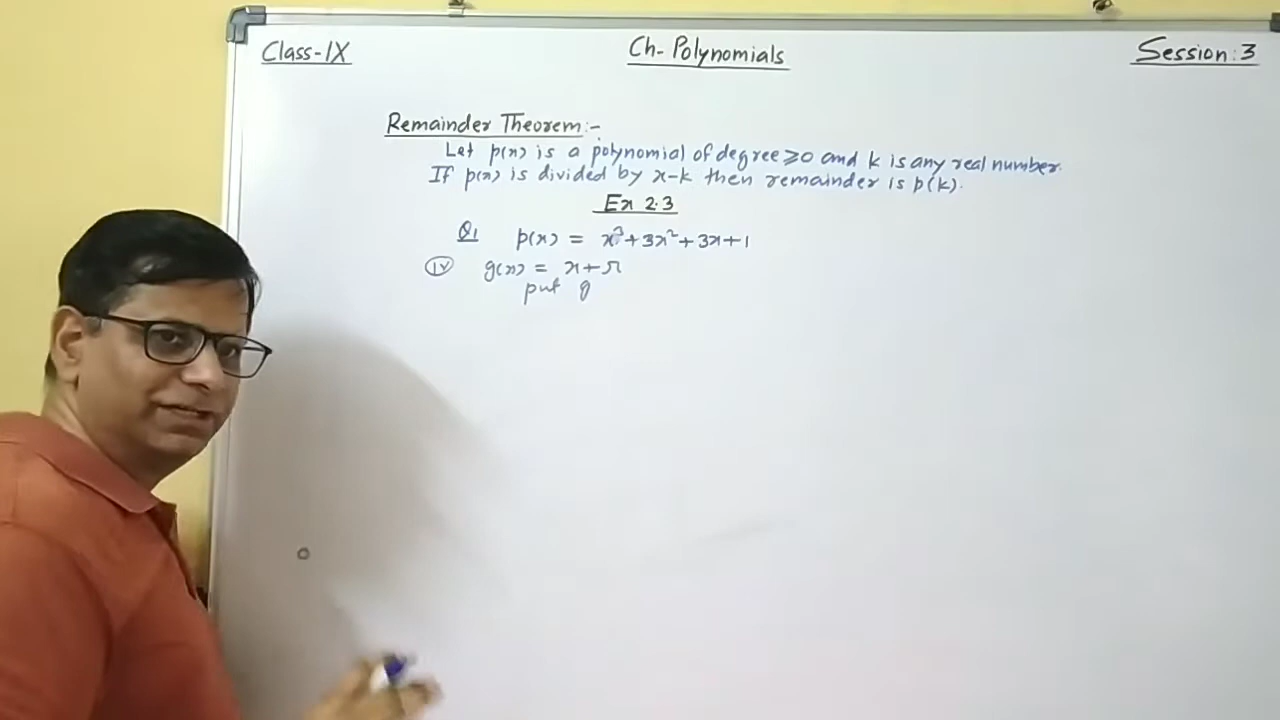 Class-IX
Ch- Polynomials
Session: 3
Remainder Theorem:-
Let p(x) is a polynomial of degree ≥ 0 and k is any real number.
If p(x) is divided by x-k then remainder is p(k).
Ex 2.3
Q1 p(x) = x³+3x²+3x+1
(iv) g(x) = x+π
put g